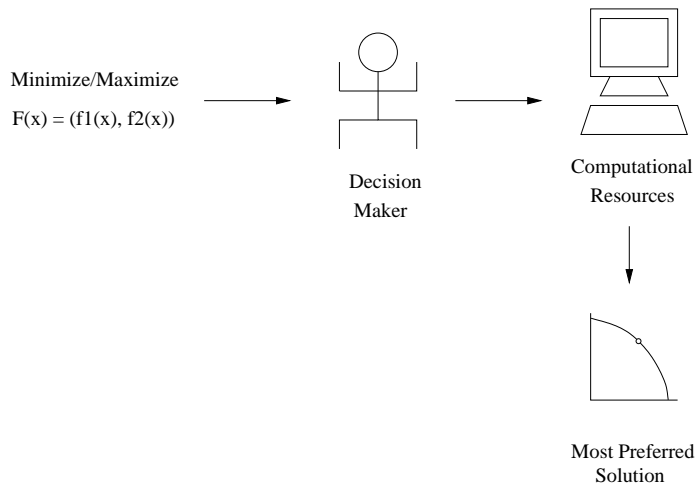 Minimize/Maximize
F(x) = (f1(x), f2(x))
Decision
Maker
Computational
Resources
Most Preferred
Solution